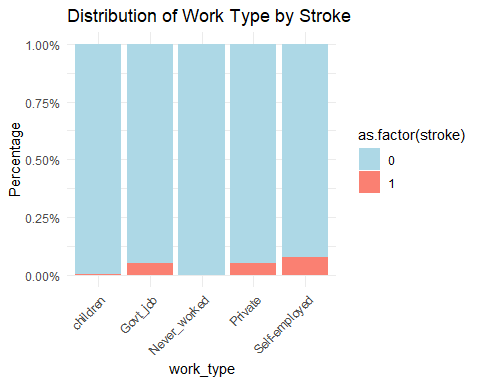 Distribution of Work Type by Stroke
1.00%
0.75%
0.50%
0.25%
0.00%
Percentage
children
Govt_job
Never_worked
Private
Self-employed
work_type
as.factor(stroke)
0
1